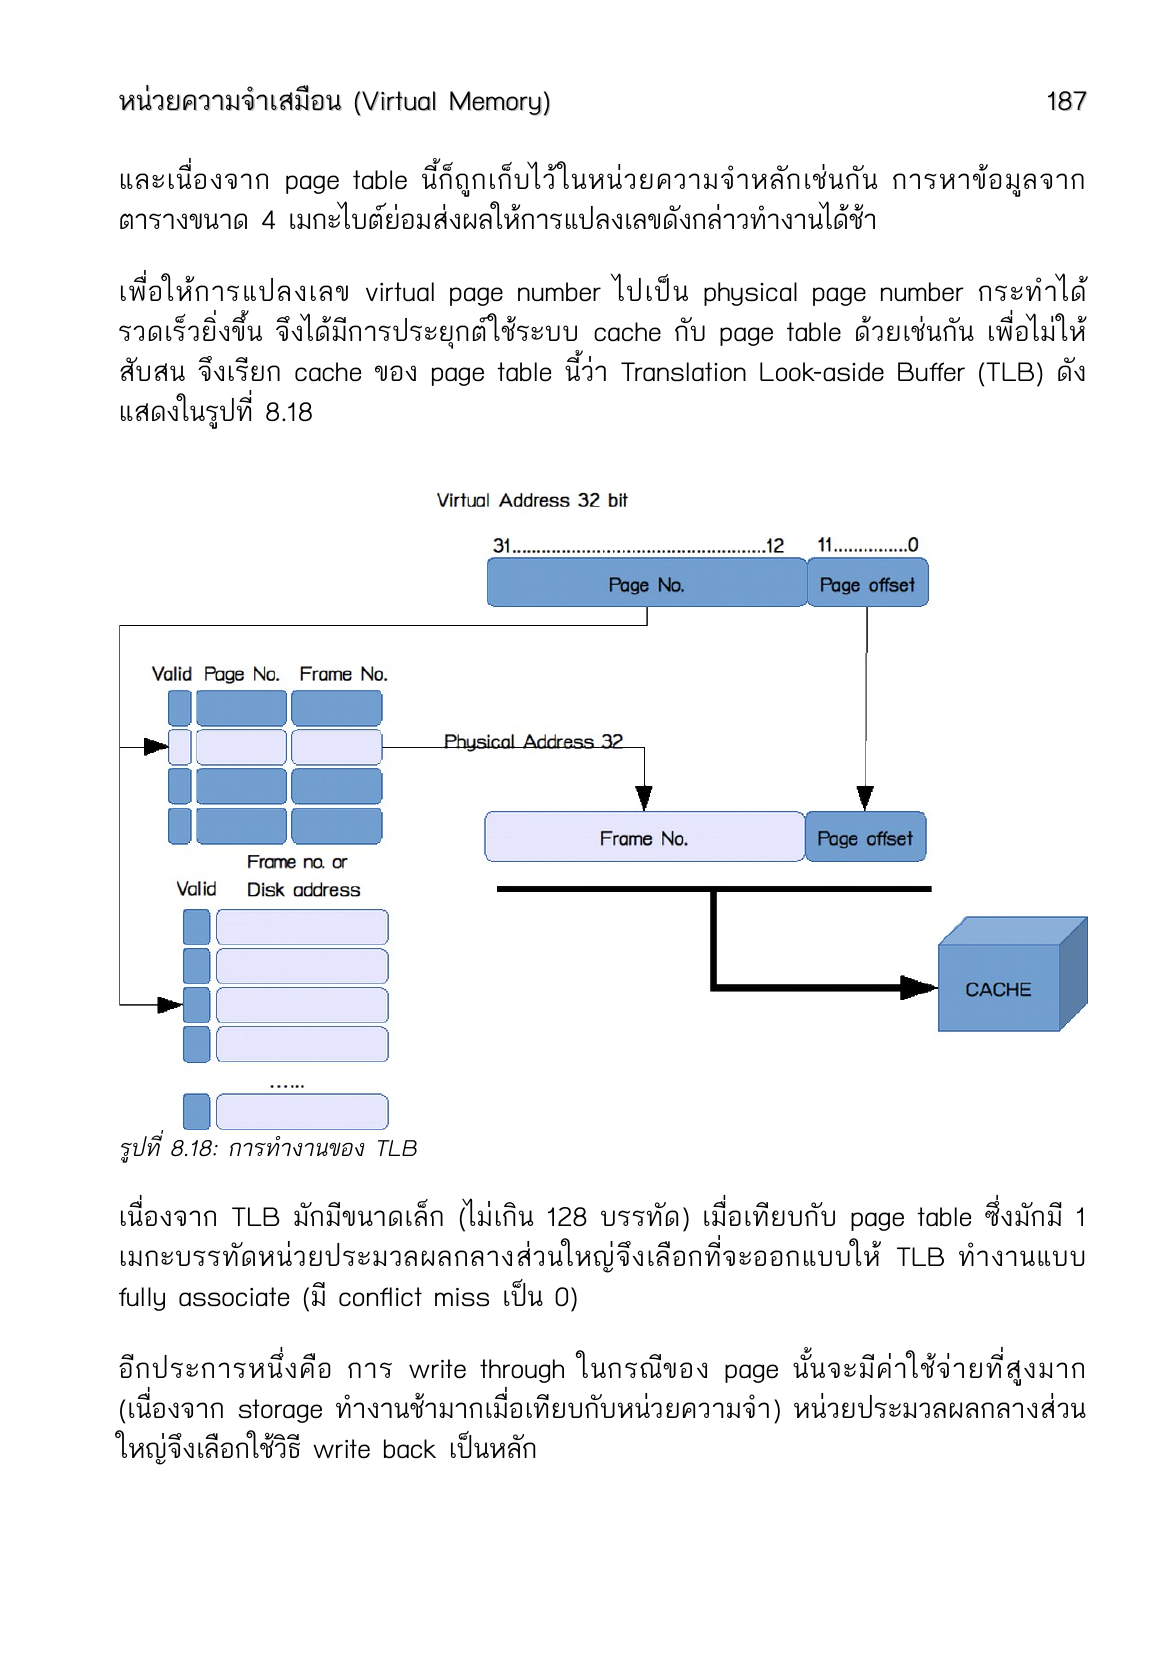 หน่วยความจำเสมือน (Virtual Memory) 187
และเนื่องจาก page table นี้ก็ถูกเก็บไว้ในหน่วยความจำหลักเช่นกัน การหาข้อมูลจาก
ตารางขนาด 4 เมกะไบต์ย่อมส่งผลให้การแปลงเลขดังกล่าวทำงานได้ช้า
เพื่อให้การแปลงเลข virtual page number ไปเป็น physical page number กระทำได้
รวดเร็วยิ่งขึ้น จึงได้มีการประยุกต์ใช้ระบบ cache กับ page table ด้วยเช่นกัน เพื่อไม่ให้
สับสน จึงเรียก cache ของ page table นี้ว่า Translation Look-aside Buffer (TLB) ดัง
แสดงในรูปที่ 8.18
Virtual Address 32 bit
31......................................................12 11...............0
Page No. Page offset
Valid Page No. Frame No.
Physical Address 32
Frame No. Page offset
Frame no. or
Valid Disk address
CACHE
......
รูปที่ 8.18: การทำงานของ TLB
เนื่องจาก TLB มักมีขนาดเล็ก (ไม่เกิน 128 บรรทัด) เมื่อเทียบกับ page table ซึ่งมักมี 1
เมกะบรรทัดหน่วยประมวลผลกลางส่วนใหญ่จึงเลือกที่จะออกแบบให้ TLB ทำงานแบบ
fully associate (มี conflict miss เป็น 0)
อีกประการหนึ่งคือ การ write through ในกรณีของ page นั้นจะมีค่าใช้จ่ายที่สูงมาก
(เนื่องจาก storage ทำงานช้ามากเมื่อเทียบกับหน่วยความจำ) หน่วยประมวลผลกลางส่วน
ใหญ่จึงเลือกใช้วิธี write back เป็นหลัก